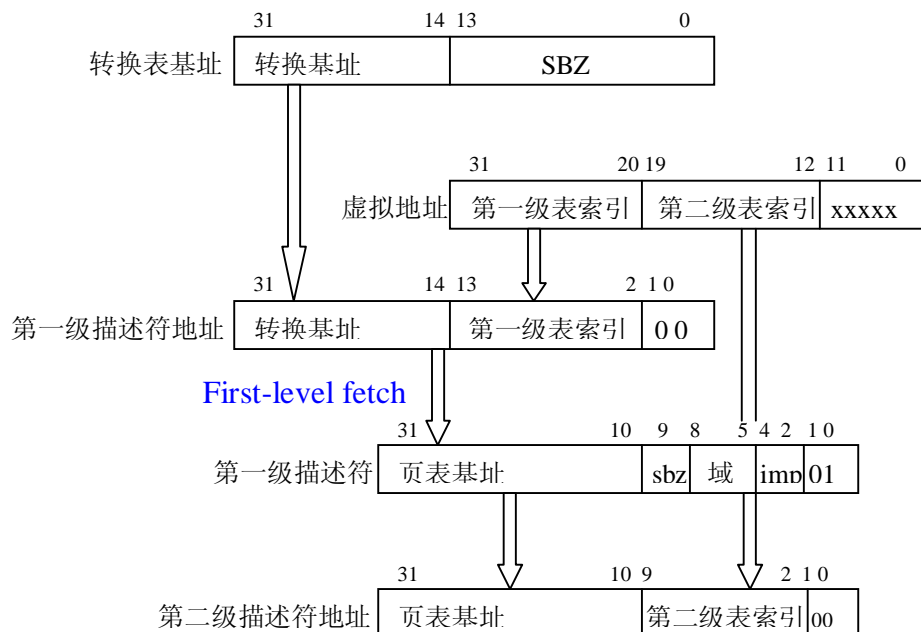 31 14 13 0
转换表基址 转换基址 SBZ
31 20 19 12 11 0
虚拟地址 第一级表索引 第二级表索引 xxxxx
31 14 13 2 1 0
第一级描述符地址 转换基址 第一级表索引 0 0
First-level fetch
31 10 9 8 5 4 2 1 0
第一级描述符 页表基址 sbz 域 imp 01
31 10 9 2 1 0
第二级描述符地址 页表基址 第二级表索引 00